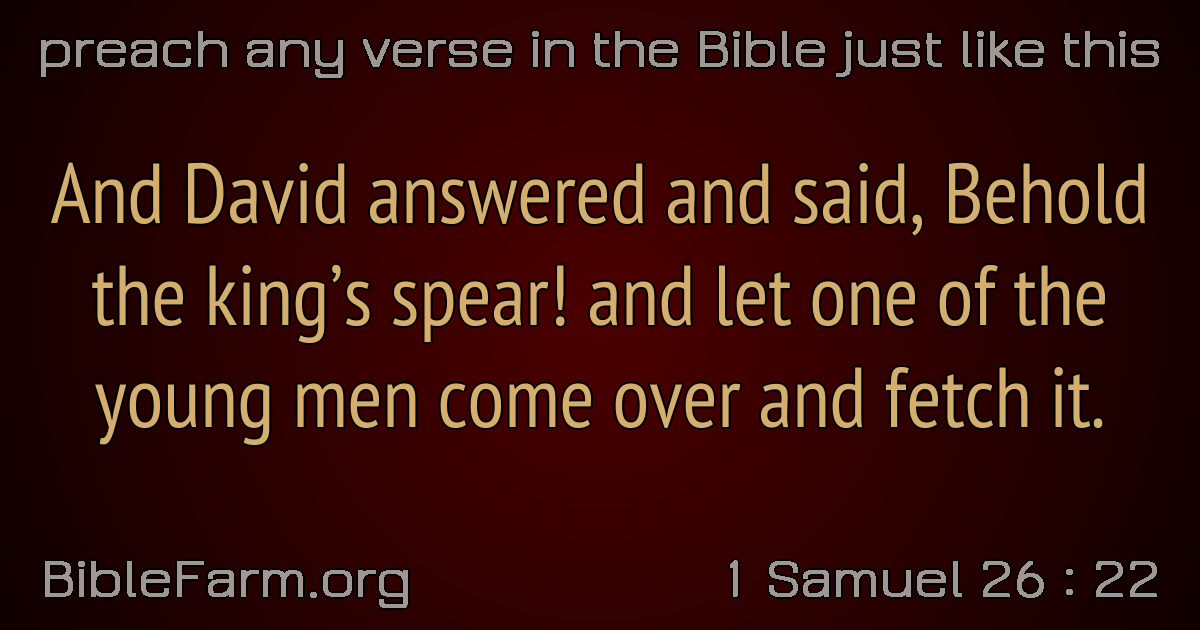 preach any verse in the Bible just like this
And David answered and said, Behold
the king’s spear! and let one of the
young men come over and fetch it.
BibleFarm.org
1 Samuel 26 : 22